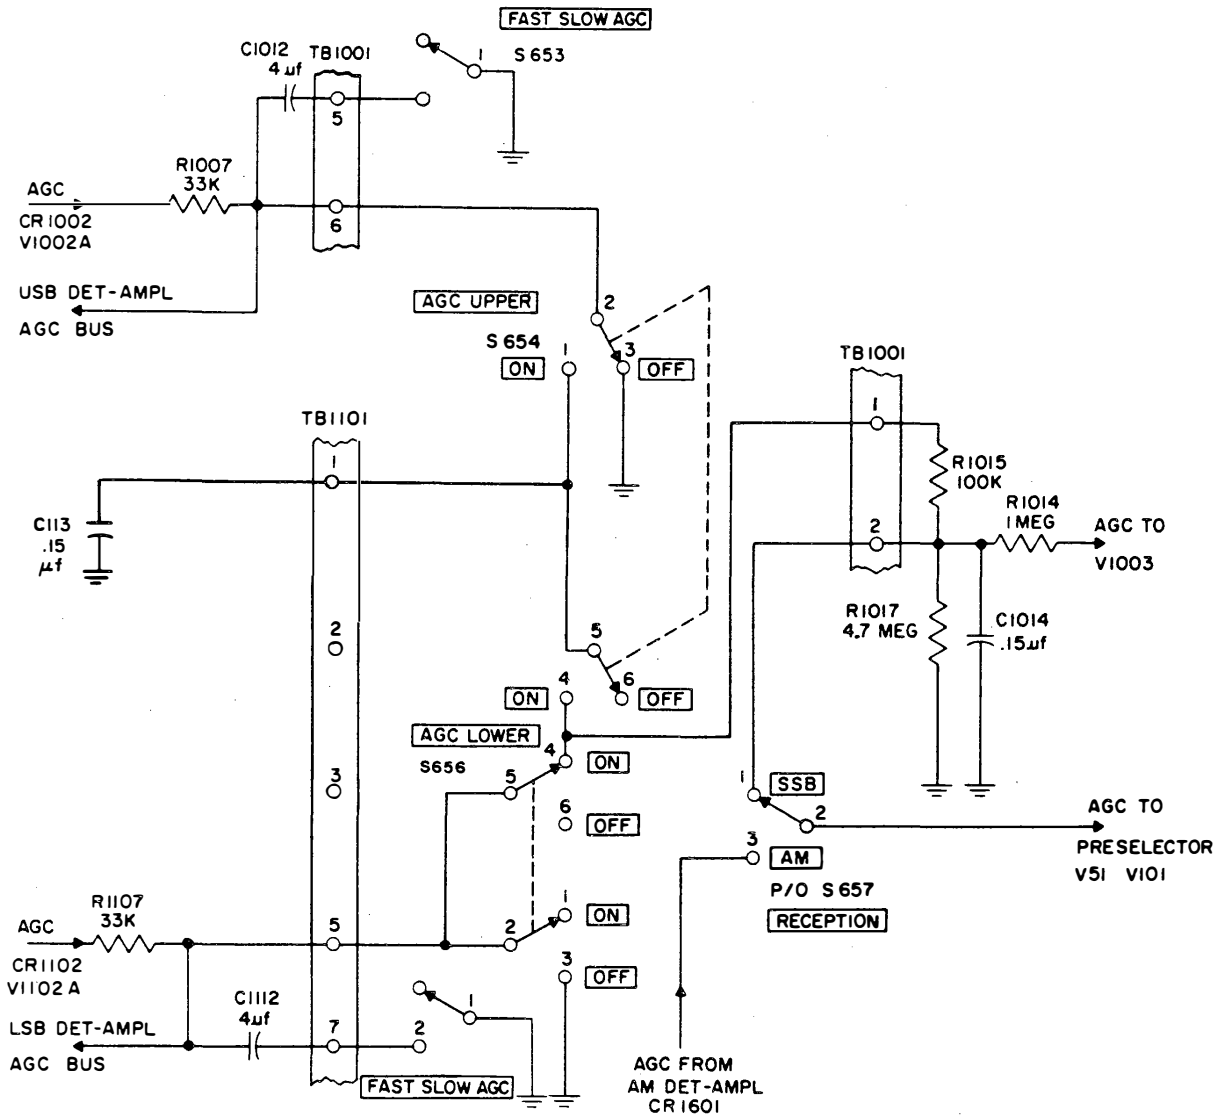 FAST SLOW AGC
C1012
4 µf
TB1001
1
S 653
5
R1007
33K
AGC
CR1002
V1002A
6
USB DET-AMPL
AGC BUS
AGC UPPER
2
S 654
1
3
ON
OFF
TB1001
TB1101
1
1
R1015
100K
R1014
1 MEG
C113
.15
µf
2
AGC TO
V1003
R1017
4.7 MEG
C1014
.15µf
2
5
4
6
ON
OFF
AGC LOWER
4
ON
S656
5
3
6
OFF
1
SSB
2
AGC TO
PRESELECTOR
V51 V101
3
AM
P/O S 657
RECEPTION
R1107
33K
AGC
CR1102
V1102A
5
2
1
ON
3
OFF
C1112
4µf
1
LSB DET-AMPL
AGC BUS
7
2
FAST SLOW AGC
AGC FROM
AM DET-AMPL
CR1601